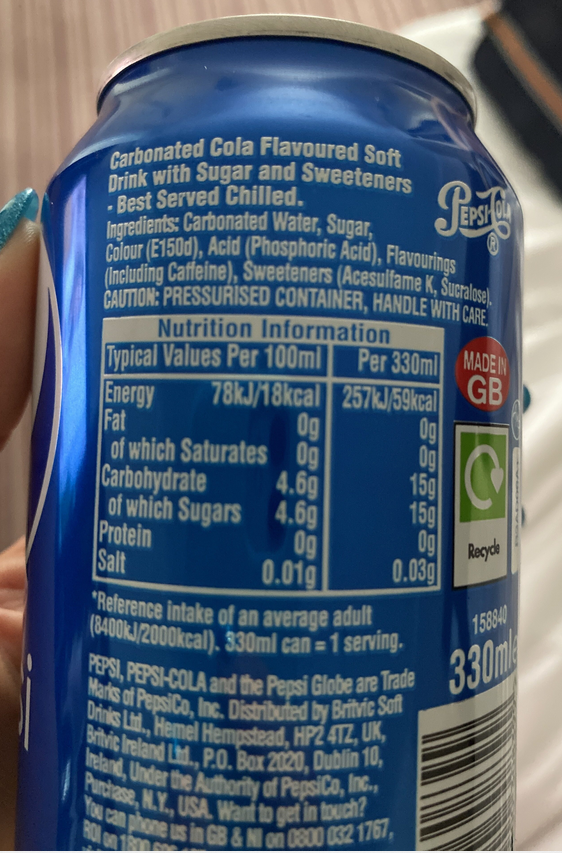 Carbonated Cola Flavoured Soft
Drink with Sugar and Sweeteners
- Best Served Chilled.
Ingredients: Carbonated Water, Sugar,
Colour (E150d), Acid (Phosphoric Acid), Flavourings
(Including Caffeine), Sweeteners (Acesulfame K, Sucralose).
CAUTION: PRESSURISED CONTAINER, HANDLE WITH CARE.
PEPSI-COLA
®
Nutrition Information
Typical Values Per 100ml Per 330ml
Energy 78kJ/18kcal 257kJ/59kcal
Fat 0g 0g
of which Saturates 0g 0g
Carbohydrate 4.6g 15g
of which Sugars 4.6g 15g
Protein 0g 0g
Salt 0.01g 0.03g
MADE IN
GB
Recycle
*Reference intake of an average adult
(8400kJ/2000kcal). 330ml can = 1 serving.
158840
330ml e
PEPSI, PEPSI-COLA and the Pepsi Globe are Trade
Marks of PepsiCo, Inc. Distributed by Britvic Soft
Drinks Ltd., Hemel Hempstead, HP2 4TZ, UK,
Britvic Ireland Ltd., P.O. Box 2020, Dublin 10,
Ireland, Under the Authority of PepsiCo, Inc.,
Purchase, N.Y., USA. Want to get in touch?
You can phone us in GB & NI on 0800 032 1767,
ROI on 1800
si